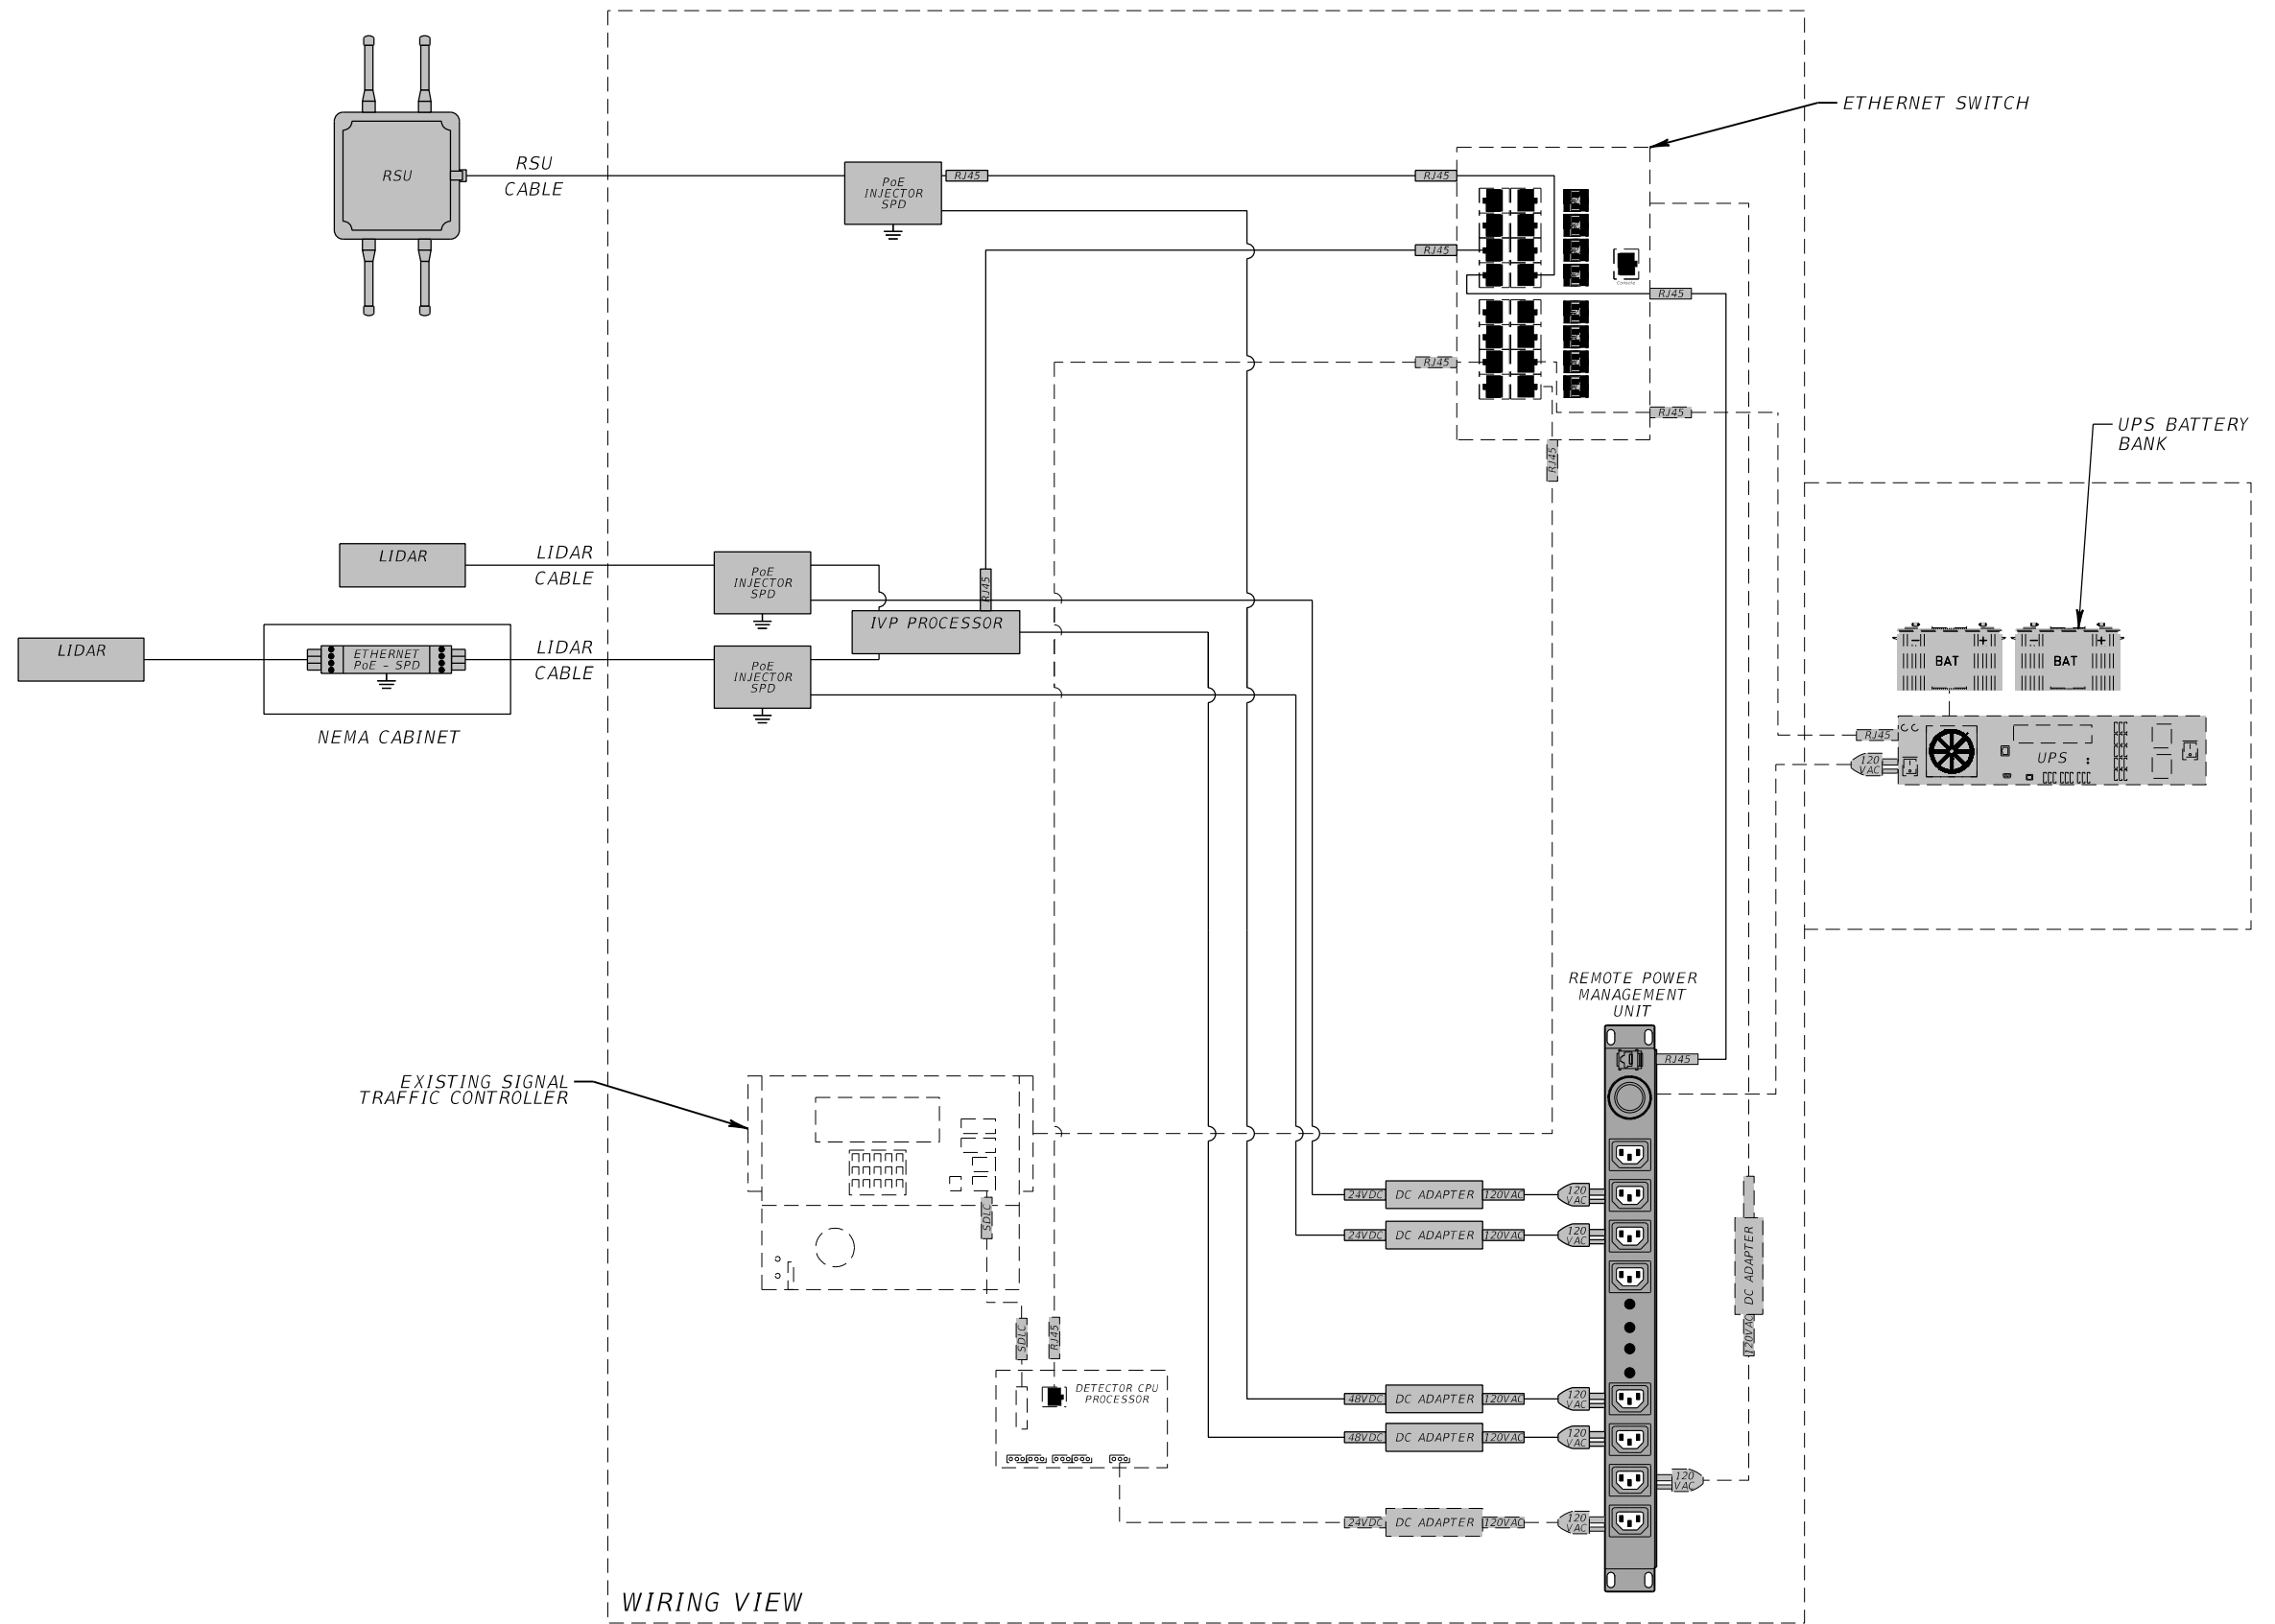 ETHERNET SWITCH
RSU
CABLE
RSU
PoE
INJECTOR
SPD
RJ45
RJ45
RJ45
Console
RJ45
RJ45
RJ45
RJ45
UPS BATTERY
BANK
LIDAR
LIDAR
CABLE
PoE
INJECTOR
SPD
RJ45
IVP PROCESSOR
LIDAR
ETHERNET
PoE - SPD
LIDAR
CABLE
PoE
INJECTOR
SPD
NEMA CABINET
- +
- +
BAT
BAT
RJ45
120
VAC
UPS
REMOTE POWER
MANAGEMENT
UNIT
RJ45
EXISTING SIGNAL
TRAFFIC CONTROLLER
SDLC
24VDC
DC ADAPTER
120VAC
120
VAC
24VDC
DC ADAPTER
120VAC
120
VAC
DC ADAPTER
120VAC
SDLC
RJ45
DETECTOR CPU
PROCESSOR
48VDC
DC ADAPTER
120VAC
120
VAC
48VDC
DC ADAPTER
120VAC
120
VAC
120
VAC
24VDC
DC ADAPTER
120VAC
120
VAC
WIRING VIEW